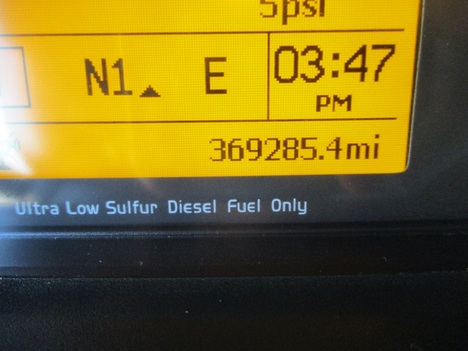 5psi
N1▲ E 03:47
PM
369285.4mi
Ultra Low Sulfur Diesel Fuel Only